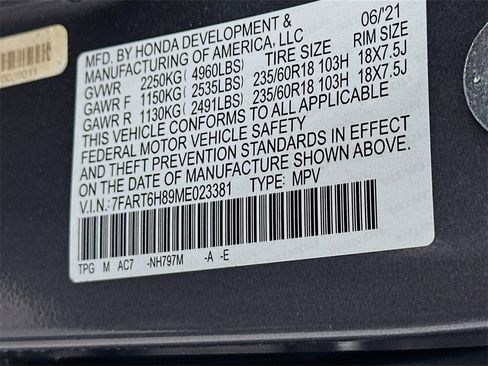 MFD. BY HONDA DEVELOPMENT & 06/'21
MANUFACTURING OF AMERICA, LLC
TIRE SIZE RIM SIZE
GVWR 2250KG (4960LBS)
GAWR F 1150KG (2535LBS) 235/60R18 103H 18X7.5J
GAWR R 1130KG (2491LBS) 235/60R18 103H 18X7.5J
THIS VEHICLE CONFORMS TO ALL APPLICABLE
FEDERAL MOTOR VEHICLE SAFETY
AND THEFT PREVENTION STANDARDS IN EFFECT
ON THE DATE OF MANUFACTURE SHOWN ABOVE.
V.I.N.: 7FART6H89ME023381 TYPE: MPV
TPG M AC7 -NH797M -A -E